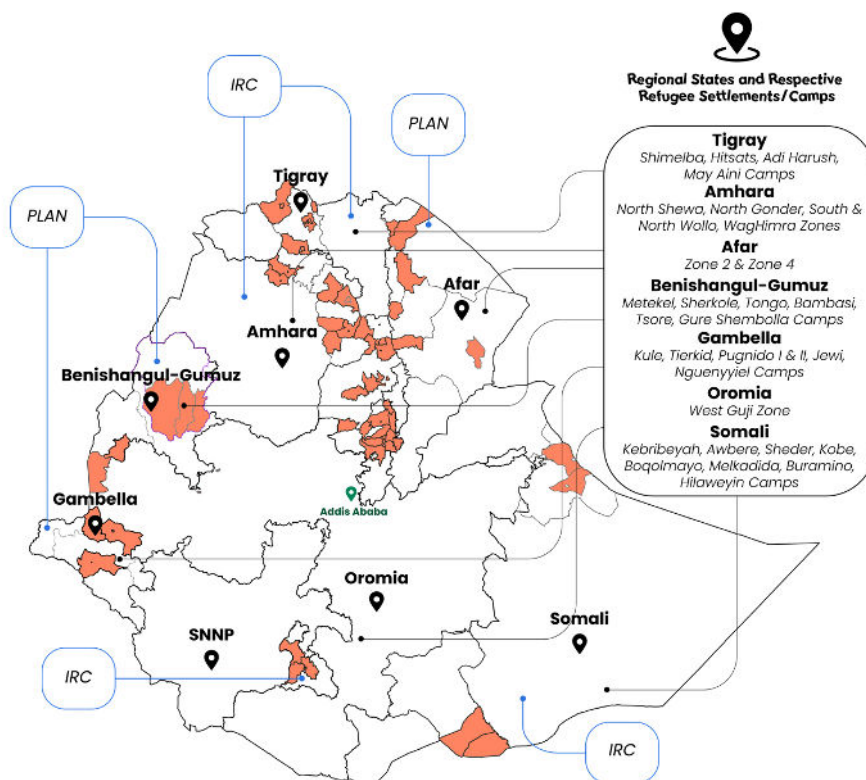 Regional States and Respective
Refugee Settlements/Camps
IRC
PLAN
PLAN
Tigray
Shimelba, Hitsats, Adi Harush,
May Aini Camps
Amhara
North Shewa, North Gonder, South &
North Wollo, WagHimra Zones
Afar
Zone 2 & Zone 4
Benishangul-Gumuz
Metekel, Sherkole, Tongo, Bambasi,
Tsore, Gure Shembolla Camps
Gambella
Kule, Tierkid, Pugnido I & II, Jewi,
Nguenyyiel Camps
Oromia
West Guji Zone
Somali
Kebribeyah, Awbere, Sheder, Kobe,
Boqolmayo, Melkadida, Buramino,
Hilaweyin Camps
Tigray
Afar
Amhara
Benishangul-Gumuz
Gambella
Addis Ababa
Oromia
SNNP
Somali
PLAN
IRC
IRC